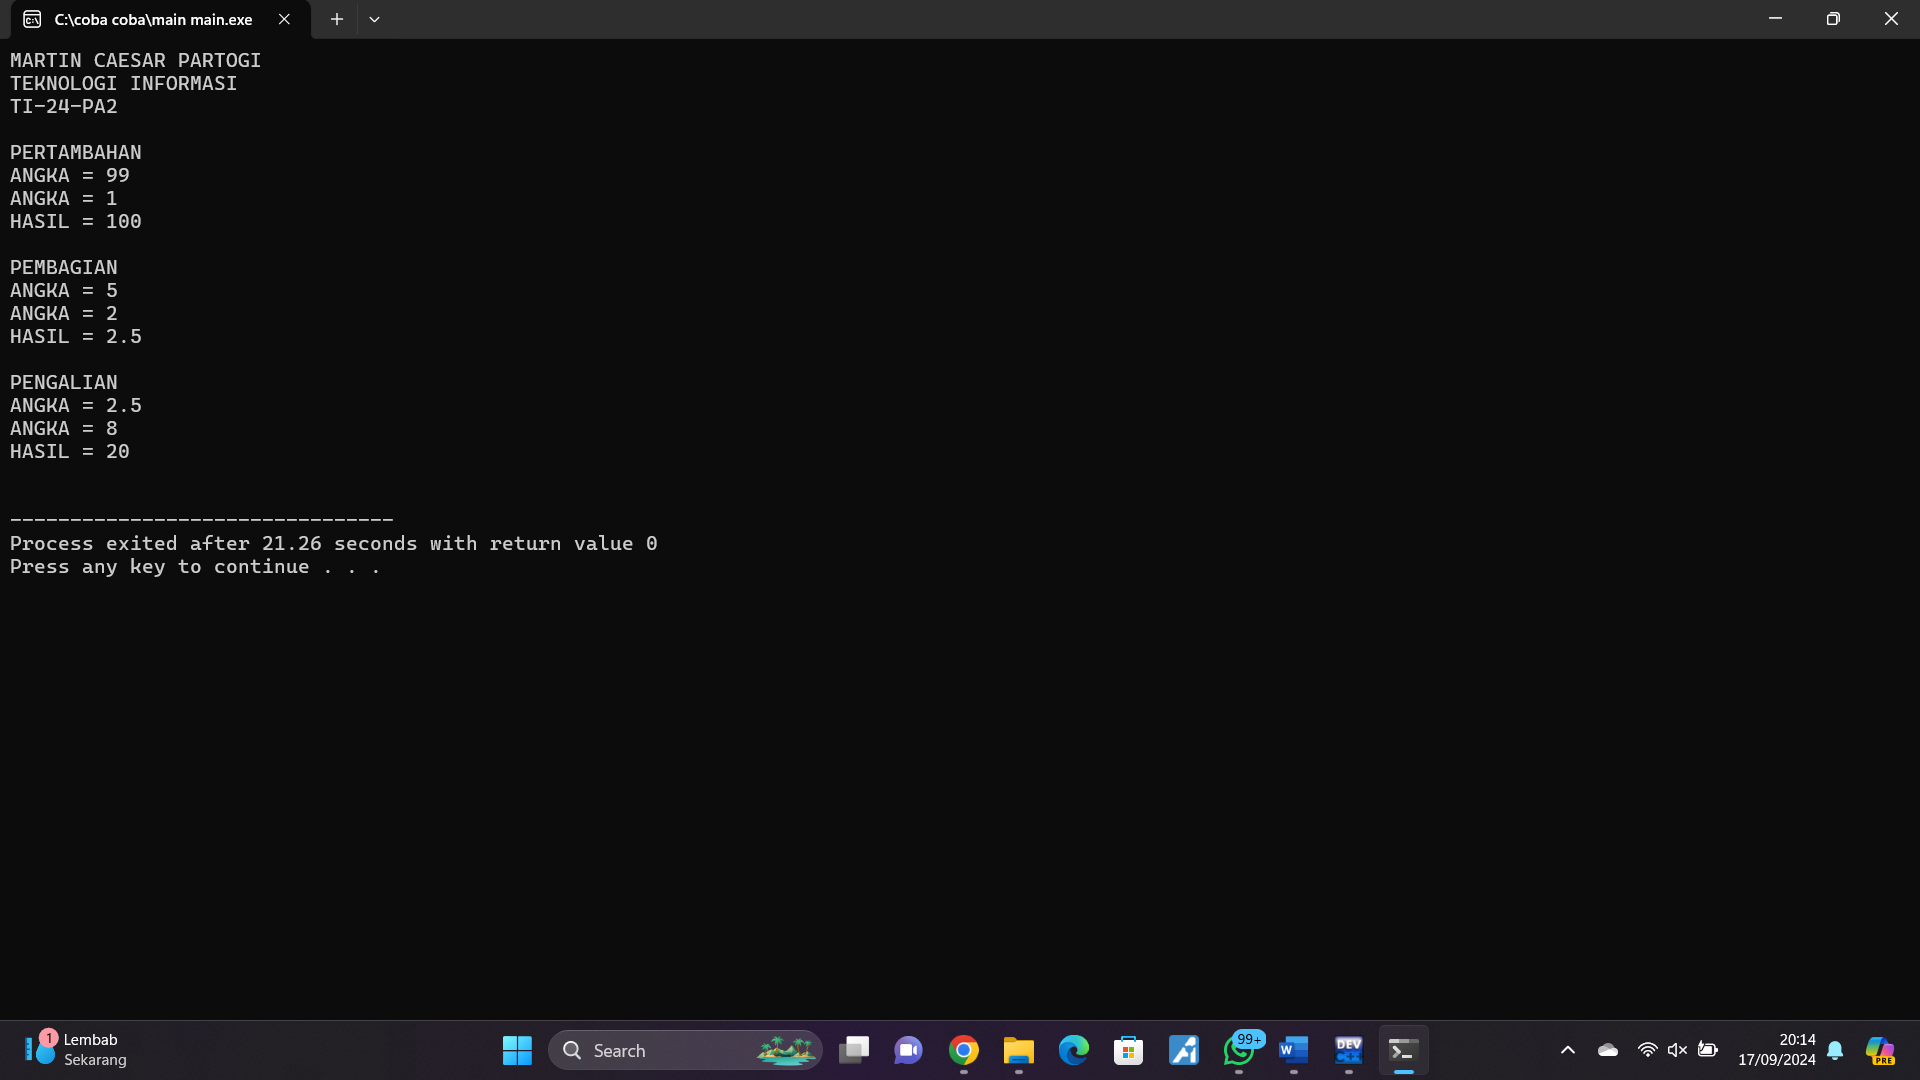 C:\coba coba\main main.exe
MARTIN CAESAR PARTOGI
TEKNOLOGI INFORMASI
TI-24-PA2
PERTAMBAHAN
ANGKA = 99
ANGKA = 1
HASIL = 100
PEMBAGIAN
ANGKA = 5
ANGKA = 2
HASIL = 2.5
PENGALIAN
ANGKA = 2.5
ANGKA = 8
HASIL = 20
--------------------------------
Process exited after 21.26 seconds with return value 0
Press any key to continue . . .
1
Lembab
Sekarang
Search
99+
W
DEV
C++
20:14
17/09/2024
PRE